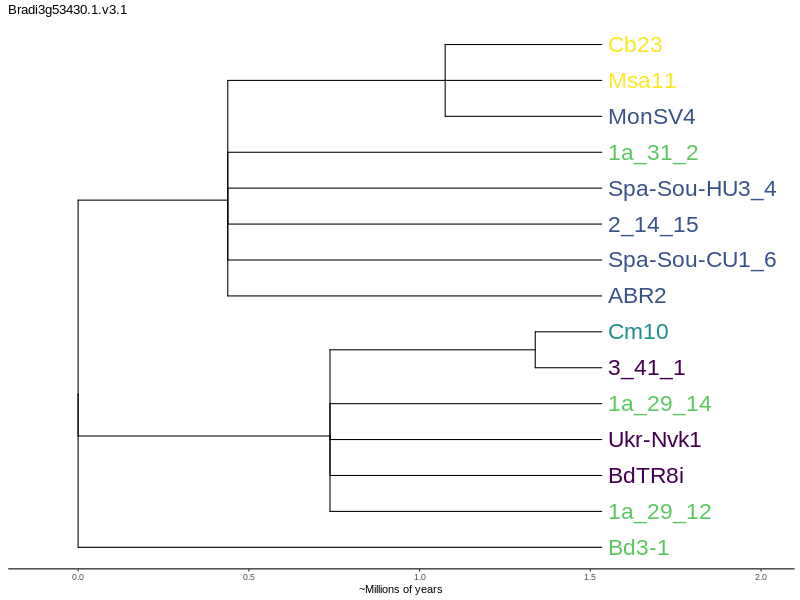 Bradi3g53430.1.v3.1
Cb23
Msa11
MonSV4
1a_31_2
Spa-Sou-HU3_4
2_14_15
Spa-Sou-CU1_6
ABR2
Cm10
3_41_1
1a_29_14
Ukr-Nvk1
BdTR8i
1a_29_12
Bd3-1
0.0 0.5 1.0 1.5 2.0
~Millions of years